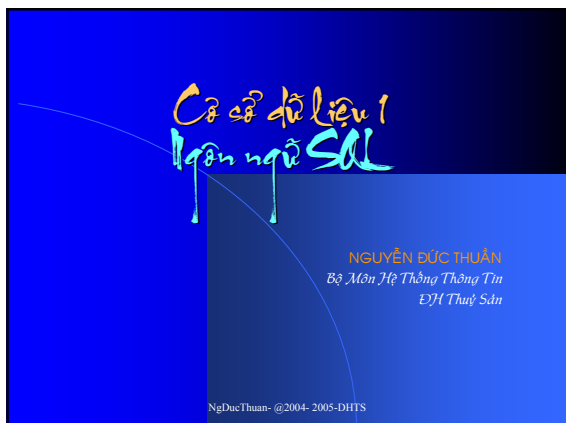 Cở sở dữ liệu 1
Ngôn ngữ SQL
NGUYỄN ĐỨC THUẦN
Bộ Môn Hệ Thống Thông Tin
ĐH Thuỷ Sản
NgDucThuan- @2004- 2005-DHTS